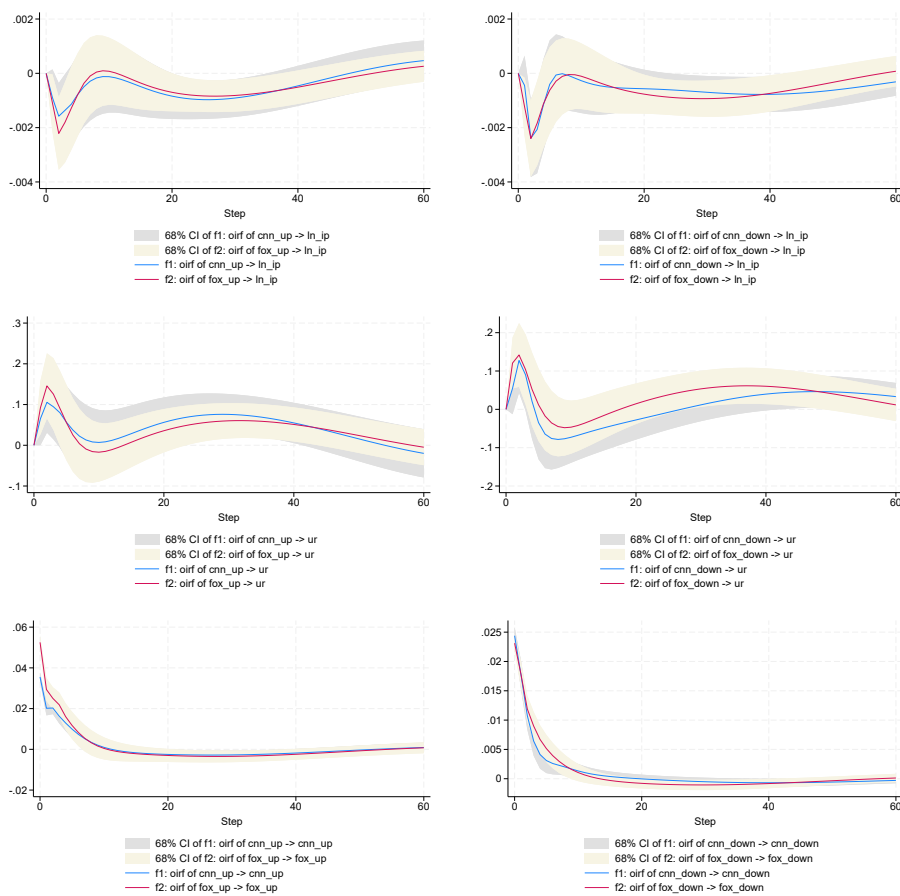 .002
0
-.002
-.004
0
20
40
60
Step
68% CI of f1: oirf of cnn_up -> ln_ip
68% CI of f2: oirf of fox_up -> ln_ip
f1: oirf of cnn_up -> ln_ip
f2: oirf of fox_up -> ln_ip
.002
0
-.002
-.004
0
20
40
60
Step
68% CI of f1: oirf of cnn_down -> ln_ip
68% CI of f2: oirf of fox_down -> ln_ip
f1: oirf of cnn_down -> ln_ip
f2: oirf of fox_down -> ln_ip
.3
.2
.1
0
-.1
0
20
40
60
Step
68% CI of f1: oirf of cnn_up -> ur
68% CI of f2: oirf of fox_up -> ur
f1: oirf of cnn_up -> ur
f2: oirf of fox_up -> ur
.2
.1
0
-.1
-.2
0
20
40
60
Step
68% CI of f1: oirf of cnn_down -> ur
68% CI of f2: oirf of fox_down -> ur
f1: oirf of cnn_down -> ur
f2: oirf of fox_down -> ur
.06
.04
.02
0
-.02
0
20
40
60
Step
68% CI of f1: oirf of cnn_up -> cnn_up
68% CI of f2: oirf of fox_up -> fox_up
f1: oirf of cnn_up -> cnn_up
f2: oirf of fox_up -> fox_up
.025
.02
.015
.01
.005
0
0
20
40
60
Step
68% CI of f1: oirf of cnn_down -> cnn_down
68% CI of f2: oirf of fox_down -> fox_down
f1: oirf of cnn_down -> cnn_down
f2: oirf of fox_down -> fox_down